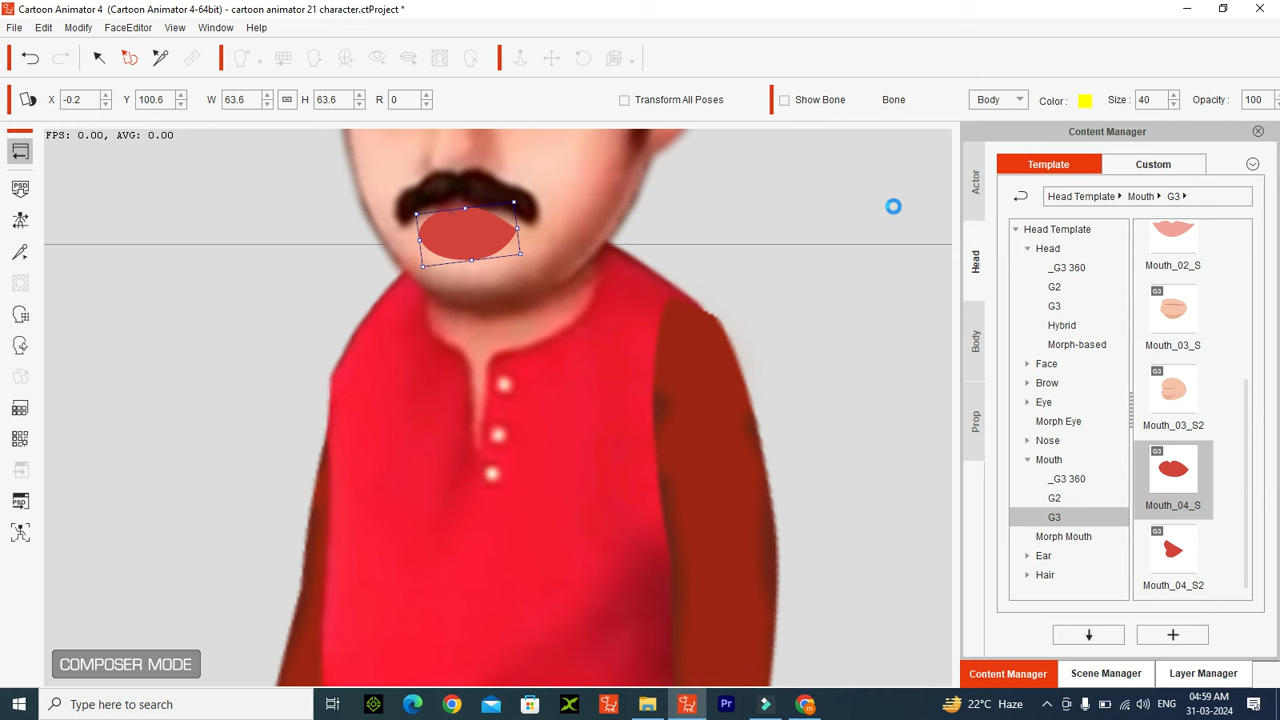 Cartoon Animator 4 (Cartoon Animator 4-64bit) - cartoon animator 21 character.ctProject *
File Edit Modify FaceEditor View Window Help
X -0.2 Y 100.6 W 63.6 H 63.6 R 0 Transform All Poses Show Bone Bone Body Color : Size : 40 Opacity : 100
FPS: 0.00, AVG: 0.00
Content Manager
Template Custom
Head Template Mouth G3
Actor
Head
Body
Prop
Head Template
Head
_G3 360
G2
G3
Hybrid
Morph-based
Face
Brow
Eye
Morph Eye
Nose
Mouth
_G3 360
G2
G3
Morph Mouth
Ear
Hair
Mouth_02_S
G3
Mouth_03_S
G3
Mouth_03_S2
G3
Mouth_04_S
G3
Mouth_04_S2
COMPOSER MODE
Content Manager Scene Manager Layer Manager
Type here to search
22°C Haze ENG 04:59 AM
31-03-2024